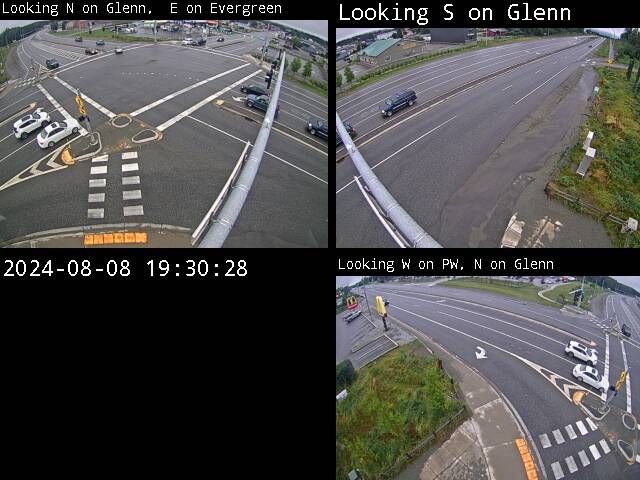 Looking N on Glenn,  E on Evergreen
Looking S on Glenn
2024-08-08 19:30:28
Looking W on PW, N on Glenn